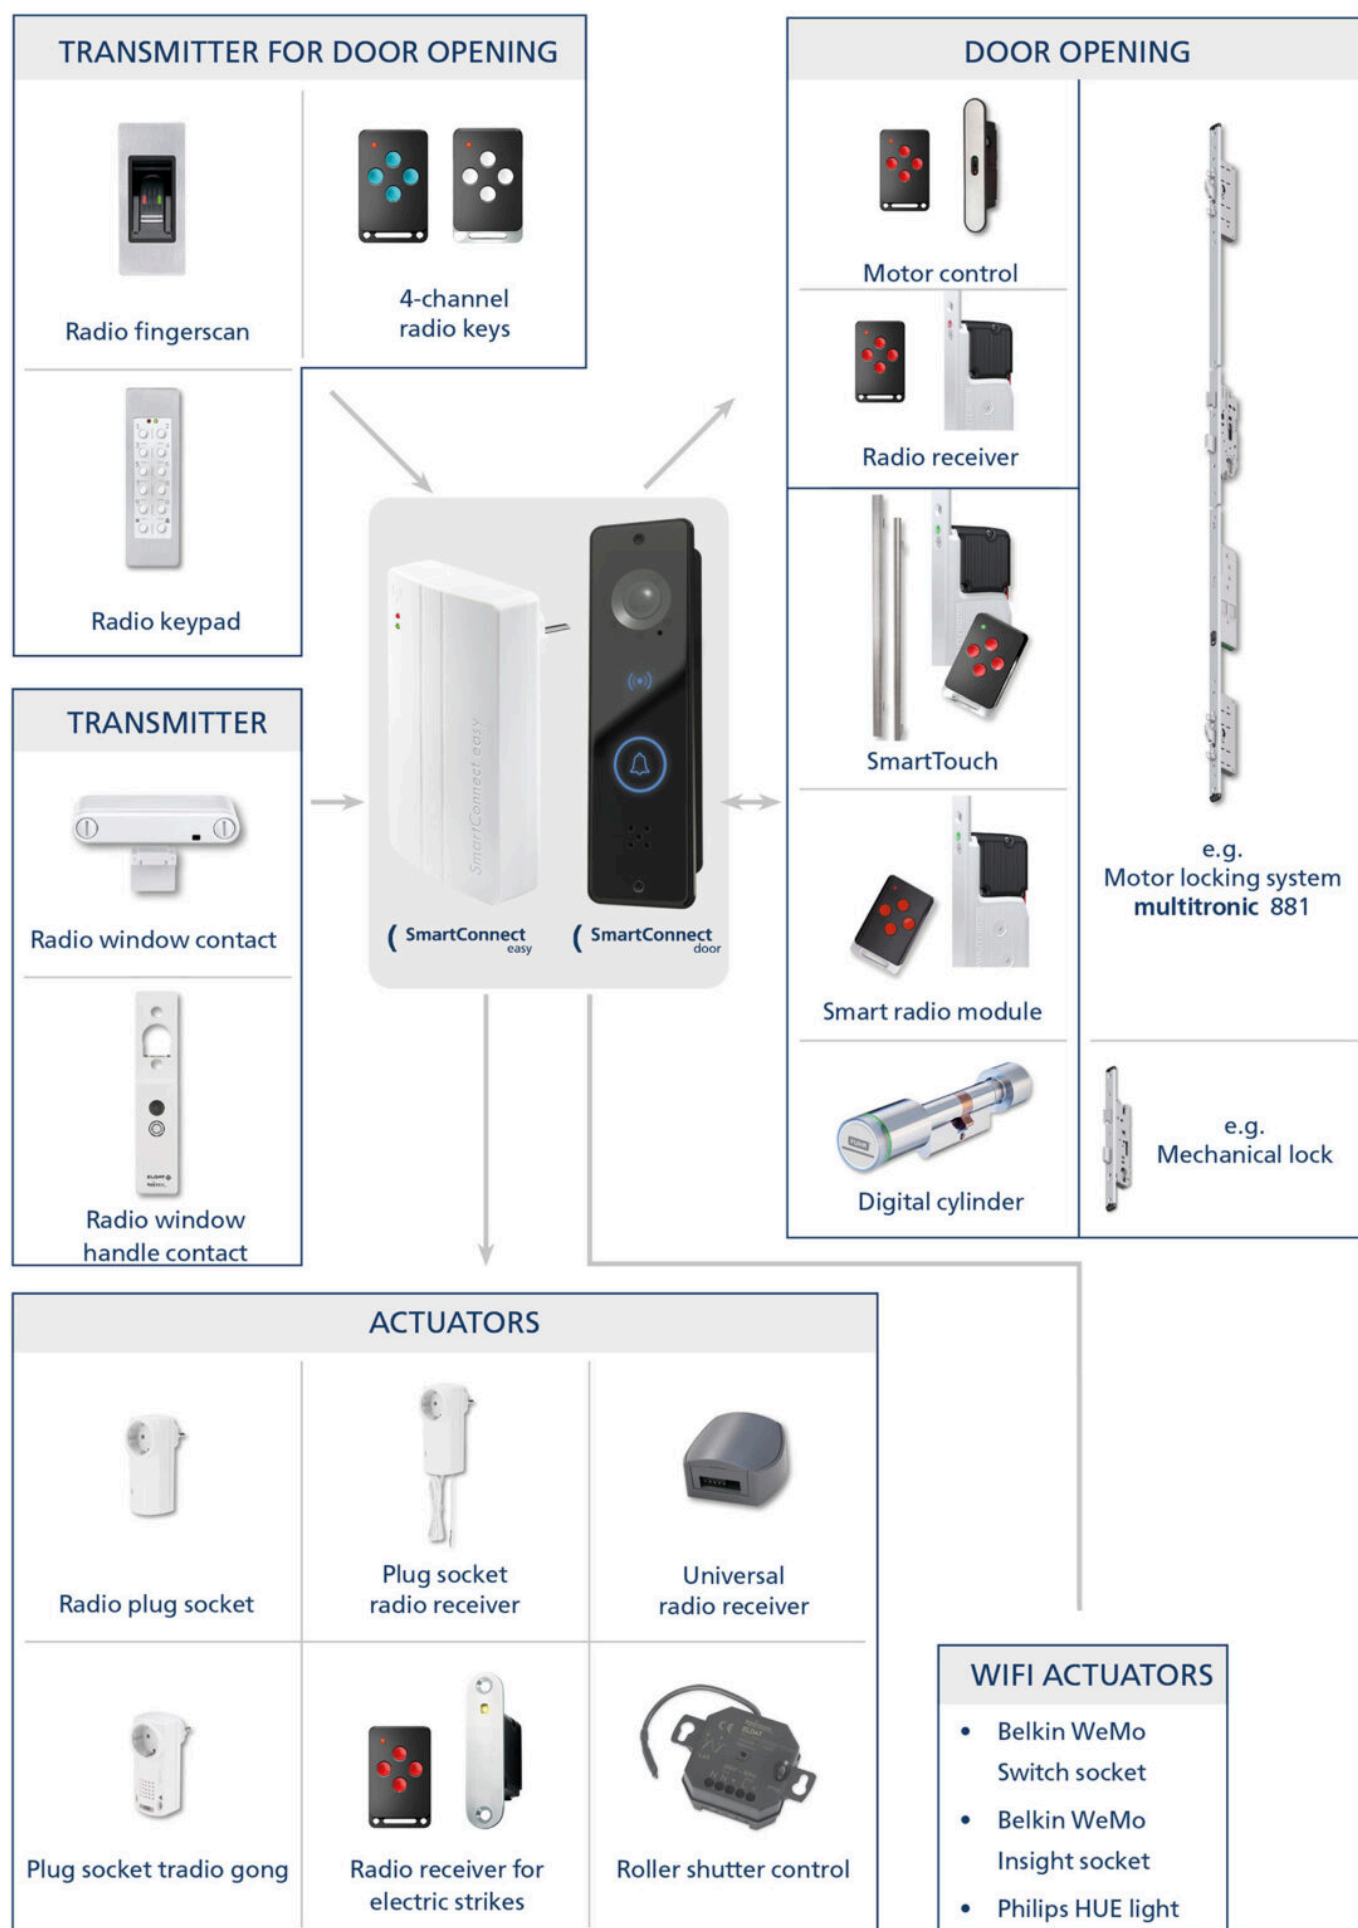 TRANSMITTER FOR DOOR OPENING
Radio fingerscan
4-channel
radio keys
Radio keypad
TRANSMITTER
Radio window contact
Radio window
handle contact
SmartConnect easy
SmartConnect
easy
SmartConnect
door
DOOR OPENING
Motor control
Radio receiver
SmartTouch
Smart radio module
Digital cylinder
e.g.
Motor locking system
multitronic 881
e.g.
Mechanical lock
ACTUATORS
Radio plug socket
Plug socket
radio receiver
Universal
radio receiver
Plug socket tradio gong
Radio receiver for
electric strikes
Roller shutter control
WIFI ACTUATORS
• Belkin WeMo
Switch socket
• Belkin WeMo
Insight socket
• Philips HUE light